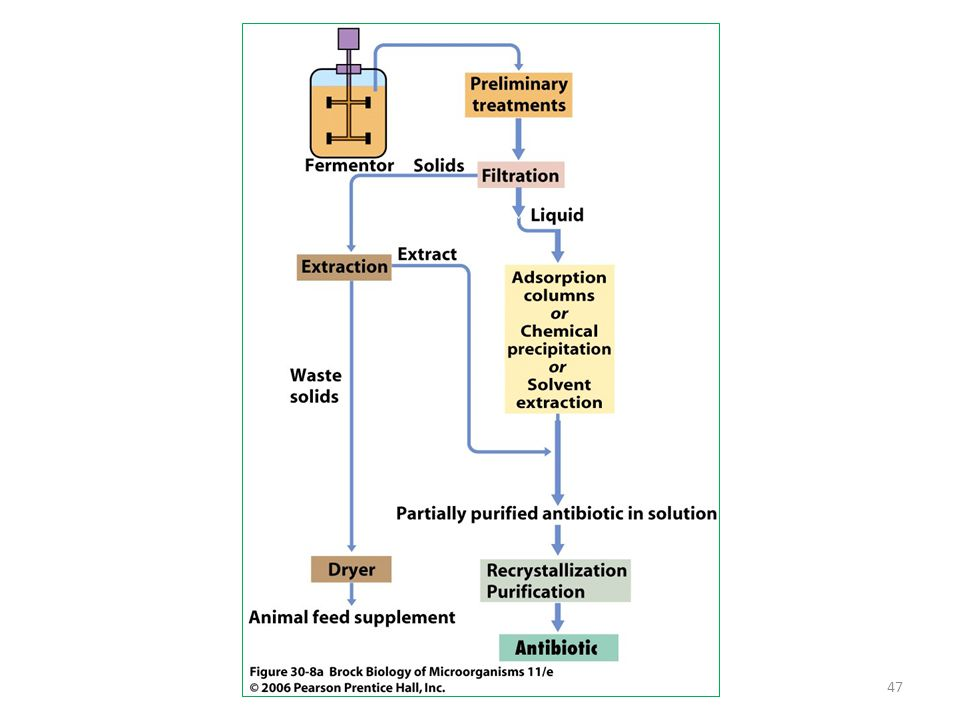 Preliminary
treatments
Fermentor
Solids
Filtration
Liquid
Extraction
Extract
Adsorption
columns
or
Chemical
precipitation
or
Solvent
extraction
Waste
solids
Partially purified antibiotic in solution
Dryer
Recrystallization
Purification
Animal feed supplement
Antibiotic
Figure 30-8a Brock Biology of Microorganisms 11/e
© 2006 Pearson Prentice Hall, Inc.
47